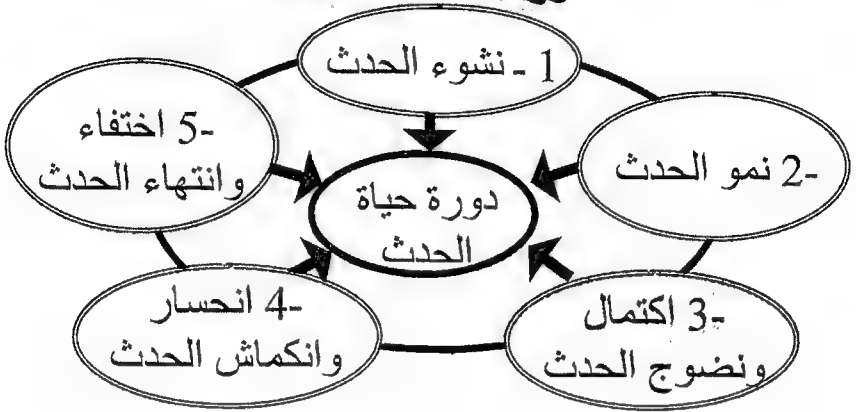 1 - نشوء الحدث
2- نمو الحدث
3- اكتمال
ونضوج الحدث
4- انحسار
وانكماش الحدث
5- اختفاء
وانتهاء الحدث
دورة حياة
الحدث